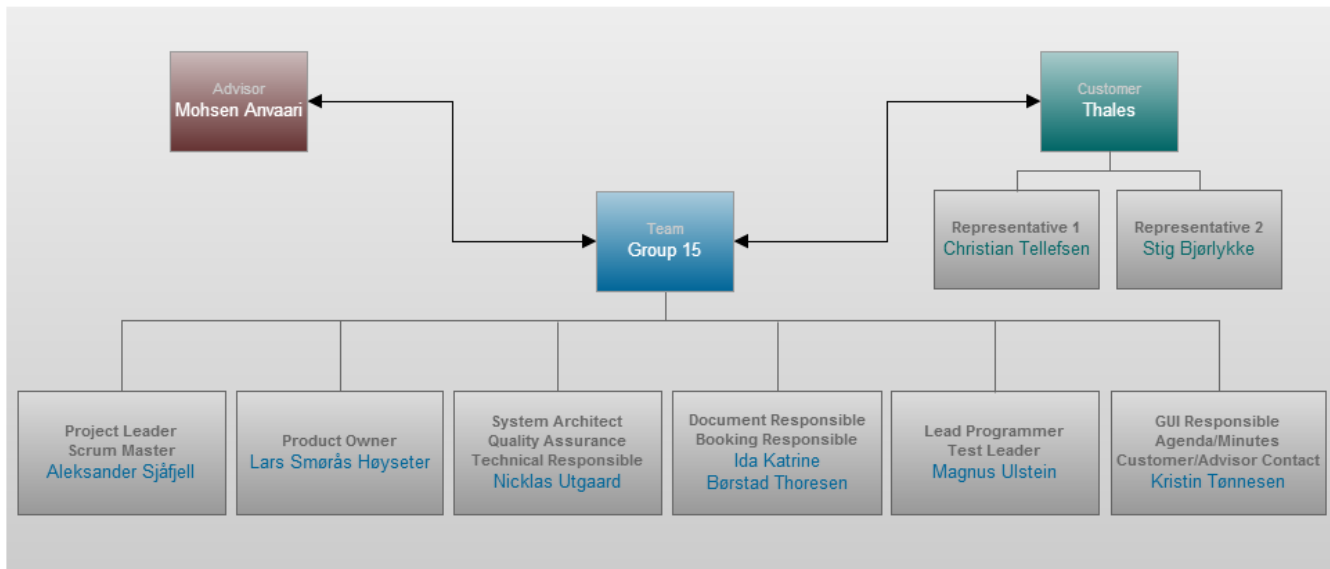 Advisor
Mohsen Anvaari
Customer
Thales
Team
Group 15
Representative 1
Christian Tellefsen
Representative 2
Stig Bjørlykke
Project Leader
Scrum Master
Aleksander Sjåfjell
Product Owner
Lars Smørås Høyseter
System Architect
Quality Assurance
Technical Responsible
Nicklas Utgaard
Document Responsible
Booking Responsible
Ida Katrine
Børstad Thoresen
Lead Programmer
Test Leader
Magnus Ulstein
GUI Responsible
Agenda/Minutes
Customer/Advisor Contact
Kristin Tønnesen